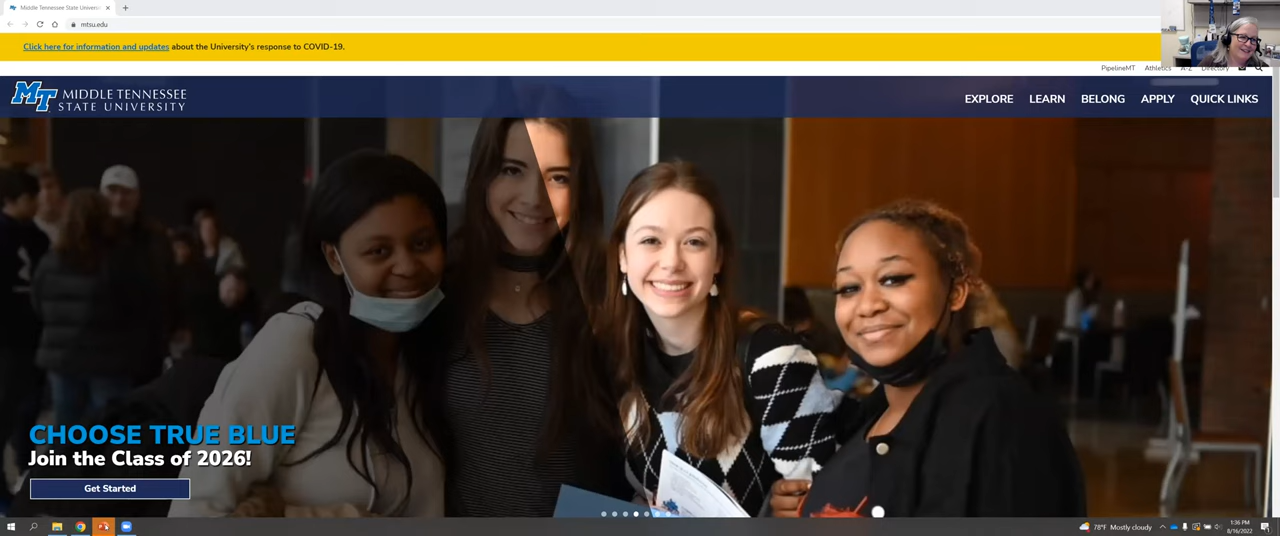 Middle Tennessee State Universi
mtsu.edu
Click here for information and updates about the University's response to COVID-19.
PipelineMT Athletics A-Z Directory
MT MIDDLE TENNESSEE
STATE UNIVERSITY
EXPLORE LEARN BELONG APPLY QUICK LINKS
CHOOSE TRUE BLUE
Join the Class of 2026!
Get Started
78°F Mostly cloudy
1:36 PM
8/16/2022